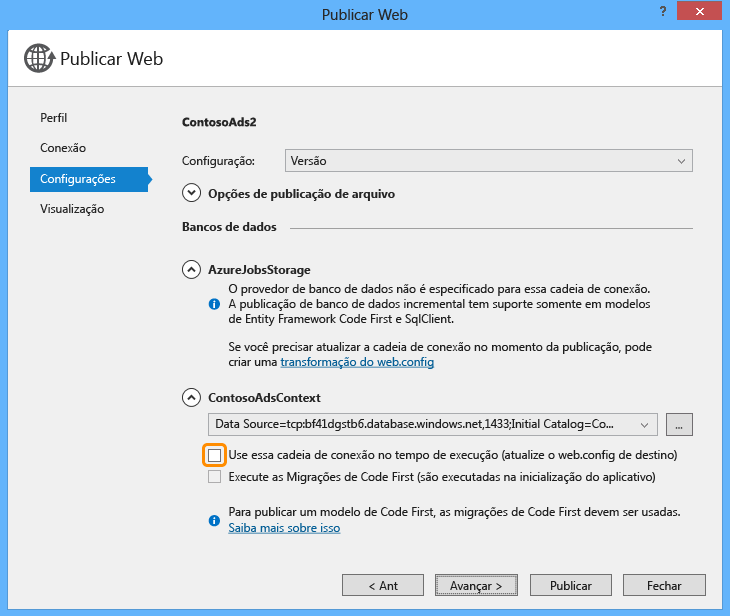 Publicar Web
?
Publicar Web
Perfil
Conexão
Configurações
Visualização
ContosoAds2
Configuração: Versão
Opções de publicação de arquivo
Bancos de dados
AzureJobsStorage
O provedor de banco de dados não é especificado para essa cadeia de conexão.
A publicação de banco de dados incremental tem suporte somente em modelos
de Entity Framework Code First e SqlClient.
Se você precisar atualizar a cadeia de conexão no momento da publicação, pode
criar uma transformação do web.config
ContosoAdsContext
Data Source=tcp:bf41dgstb6.database.windows.net,1433;Initial Catalog=Co... ...
Use essa cadeia de conexão no tempo de execução (atualize o web.config de destino)
Execute as Migrações de Code First (são executadas na inicialização do aplicativo)
Para publicar um modelo de Code First, as migrações de Code First devem ser usadas.
Saiba mais sobre isso
< Ant Avançar > Publicar Fechar